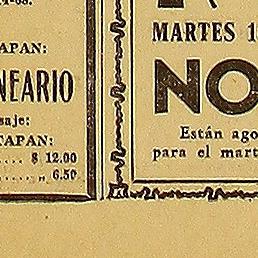 APAN:
NEARIO
saje:
TAPAN:
.... $ 12.00
.... „ 6.50
MARTES 1
NO
Están ago
para el mart